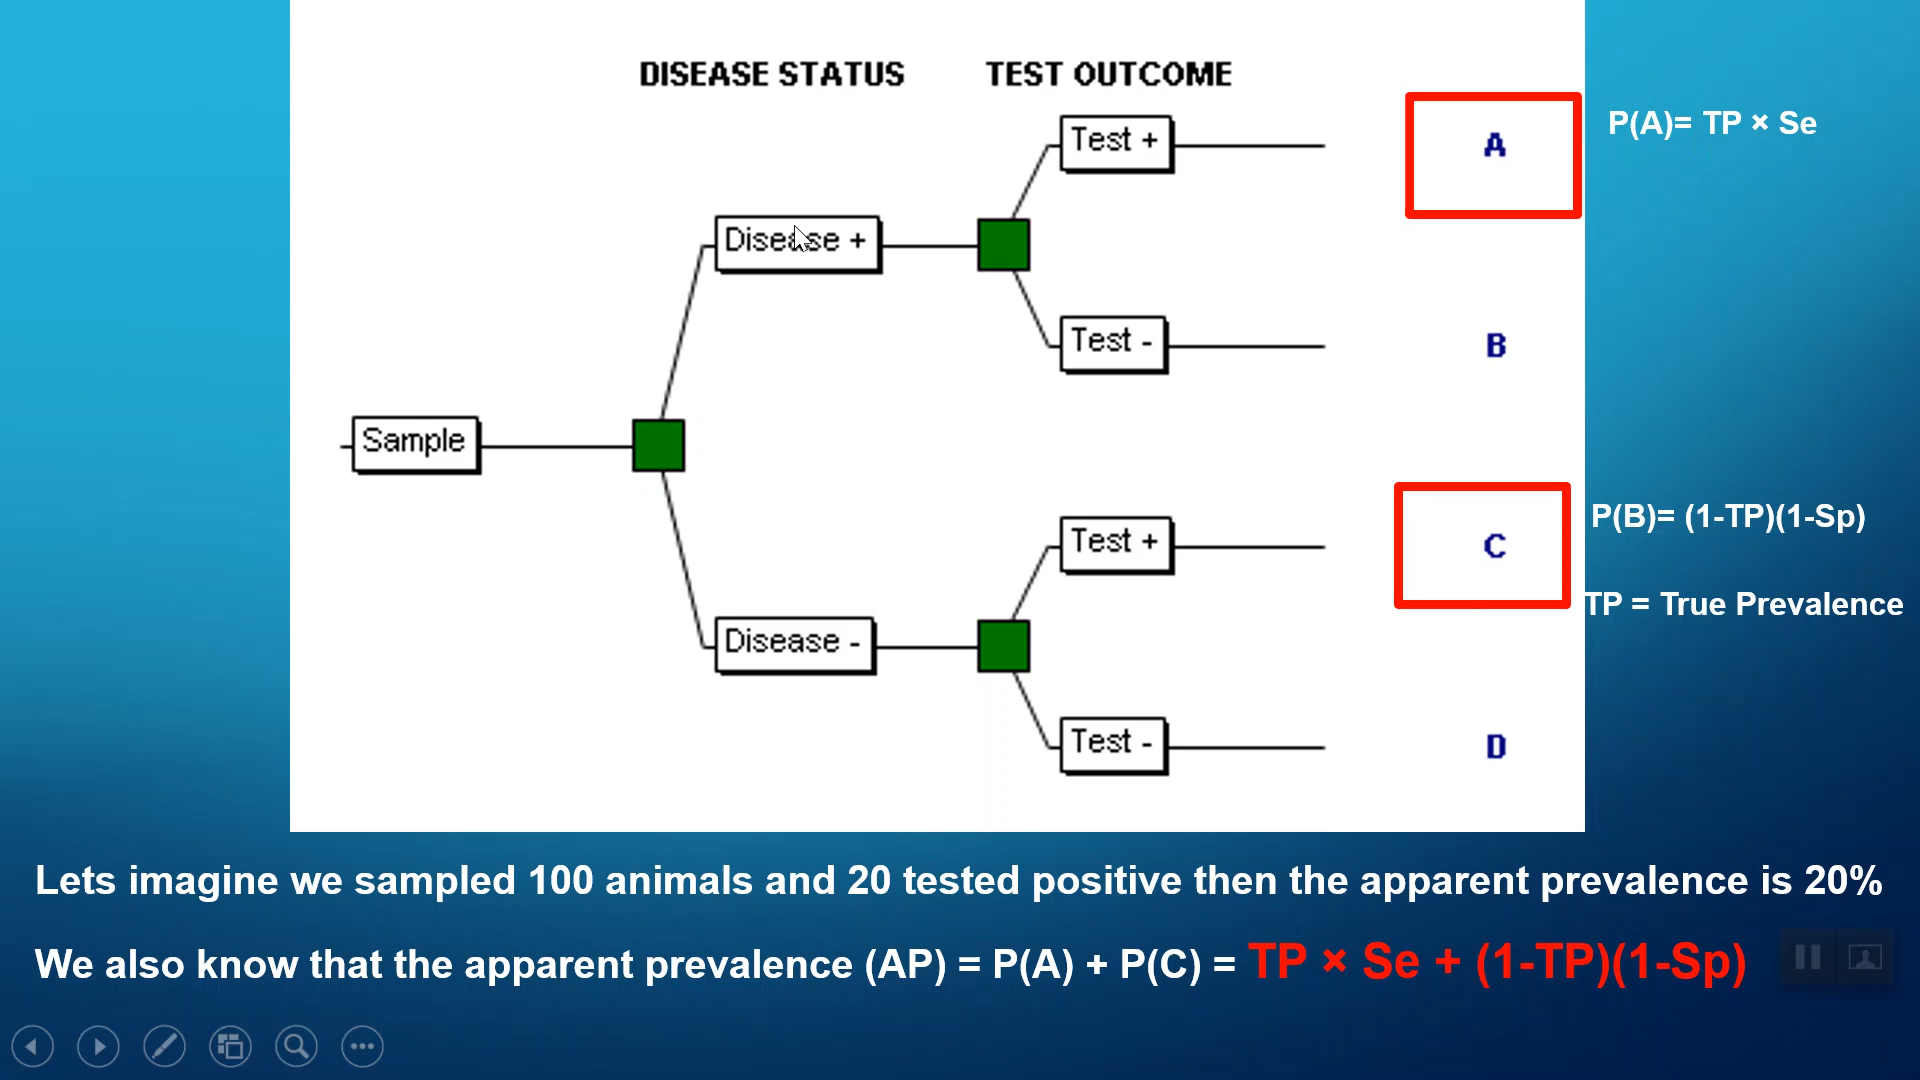 DISEASE STATUS
TEST OUTCOME
Test +
A
P(A)= TP × Se
Disease +
Test -
B
Sample
Test +
C
P(B)= (1-TP)(1-Sp)
TP = True Prevalence
Disease -
Test -
D
Lets imagine we sampled 100 animals and 20 tested positive then the apparent prevalence is 20%
We also know that the apparent prevalence (AP) = P(A) + P(C) = TP × Se + (1-TP)(1-Sp)